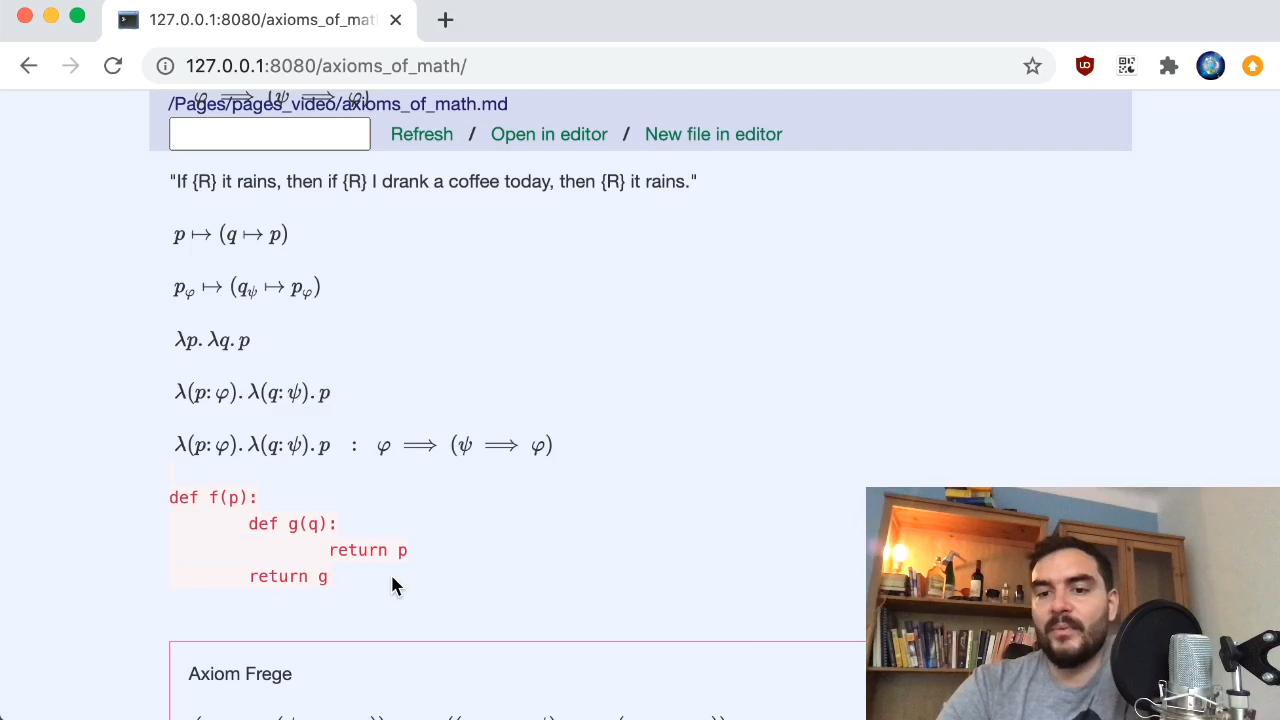 127.0.0.1:8080/axioms_of_mat
127.0.0.1:8080/axioms_of_math/
φ ⟹ (ψ ⟹ φ)
/Pages/pages_video/axioms_of_math.md
Refresh / Open in editor / New file in editor
"If {R} it rains, then if {R} I drank a coffee today, then {R} it rains."
p ↦ (q ↦ p)
p_φ ↦ (q_ψ ↦ p_φ)
λp. λq. p
λ(p: φ). λ(q: ψ). p
λ(p: φ). λ(q: ψ). p : φ ⟹ (ψ ⟹ φ)
def f(p):
def g(q):
return p
return g
Axiom Frege